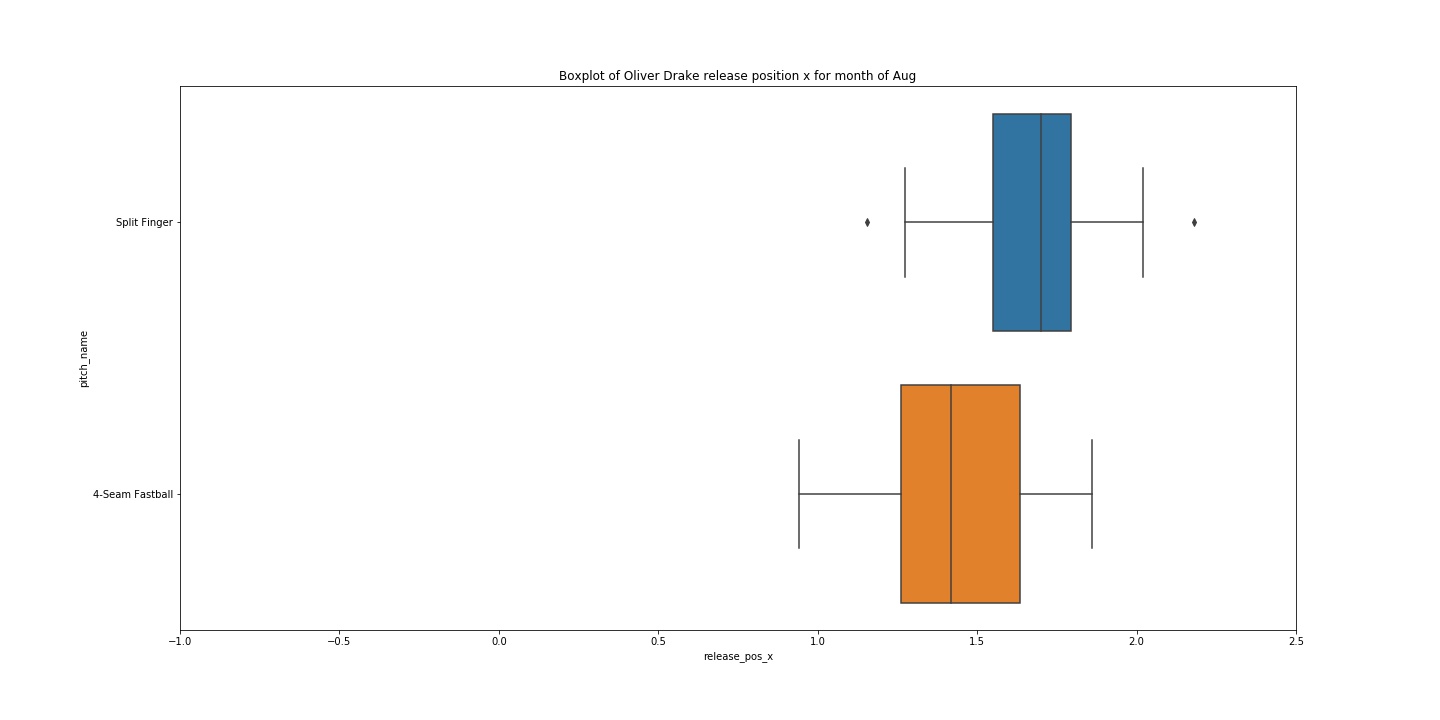 Boxplot of Oliver Drake release position x for month of Aug
Split Finger
pitch_name
4-Seam Fastball
−1.0 −0.5 0.0 0.5 1.0 1.5 2.0 2.5
release_pos_x